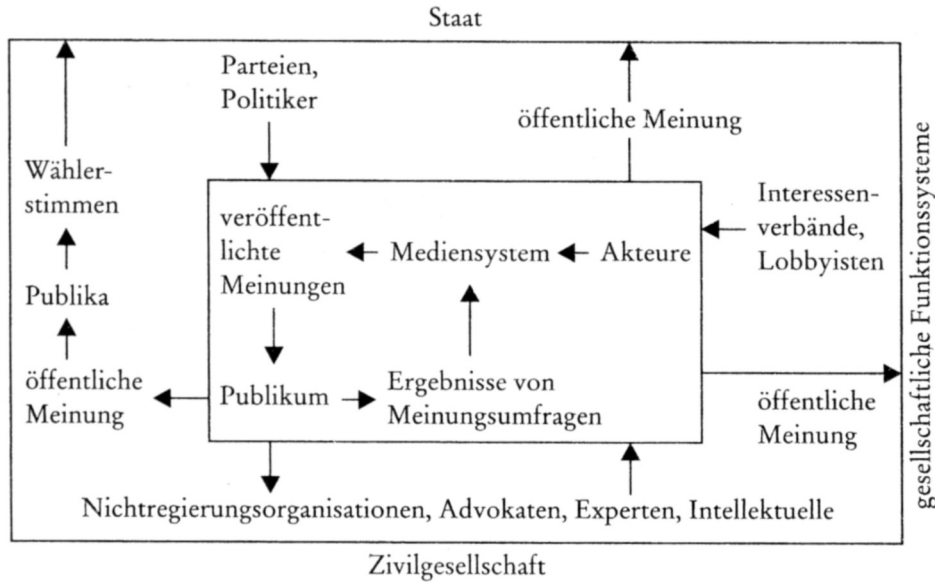 Staat
Parteien,
Politiker
öffentliche Meinung
Wähler-
stimmen
Publika
öffentliche
Meinung
veröffent-
lichte
Meinungen
Mediensystem
Akteure
Publikum
Ergebnisse von
Meinungsumfragen
Interessen-
verbände,
Lobbyisten
öffentliche
Meinung
gesellschaftliche Funktionssysteme
Nichtregierungsorganisationen, Advokaten, Experten, Intellektuelle
Zivilgesellschaft